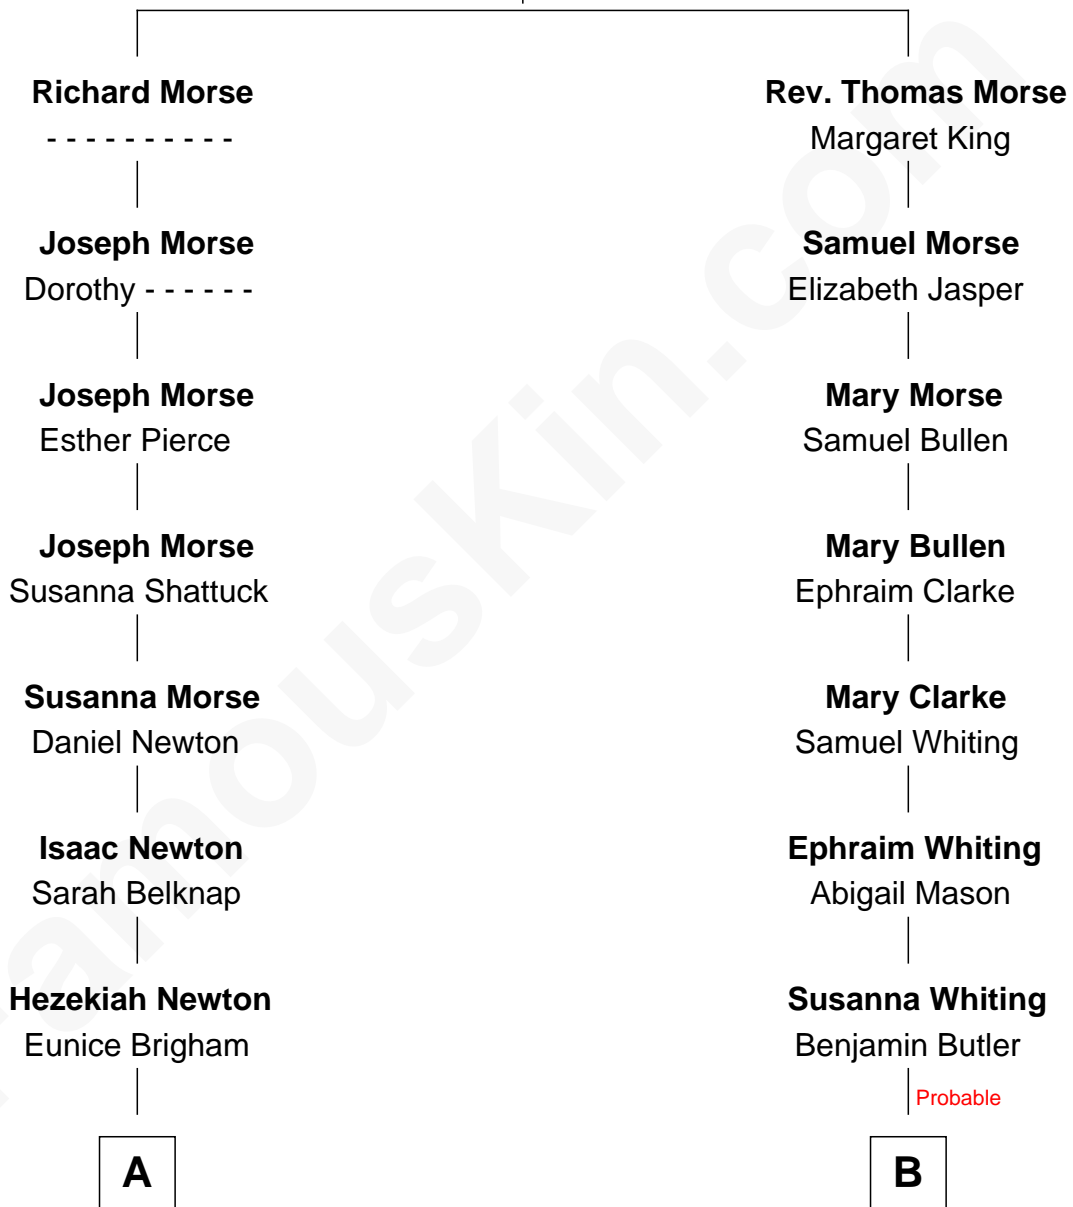 Richard Morse
- - - - - - - - - -
Joseph Morse
Dorothy - - - - - -
Joseph Morse
Esther Pierce
Joseph Morse
Susanna Shattuck
Susanna Morse
Daniel Newton
Isaac Newton
Sarah Belknap
Hezekiah Newton
Eunice Brigham
A
Rev. Thomas Morse
Margaret King
Samuel Morse
Elizabeth Jasper
Mary Morse
Samuel Bullen
Mary Bullen
Ephraim Clarke
Mary Clarke
Samuel Whiting
Ephraim Whiting
Abigail Mason
Susanna Whiting
Benjamin Butler
Probable
B
FamousKin.com